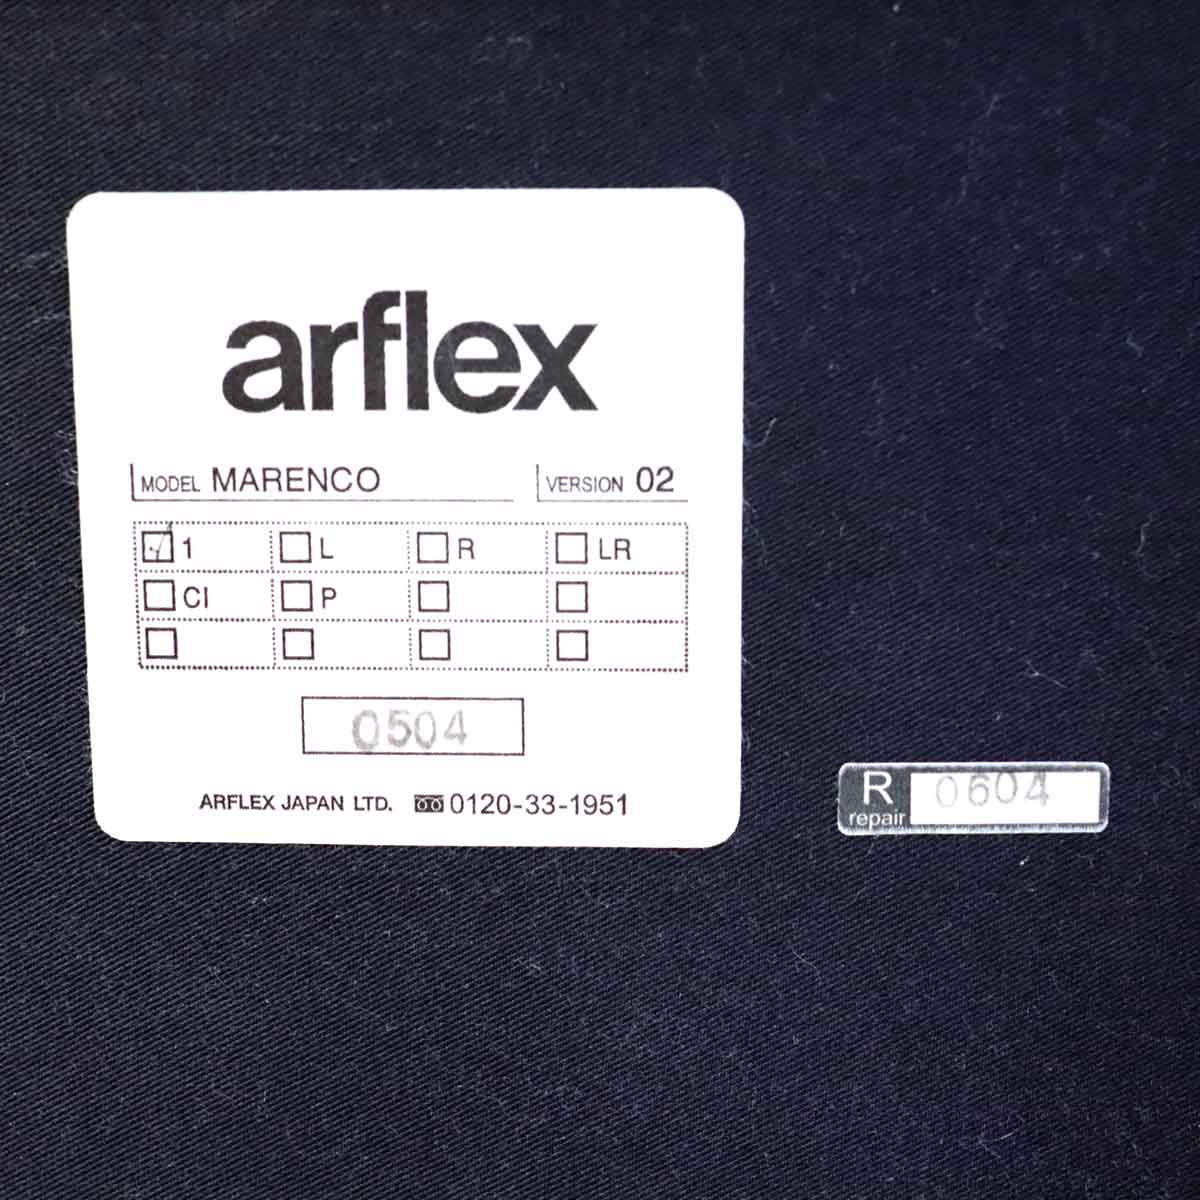 arflex
MODEL MARENCO VERSION 02
1 L R LR
CI P
0504
ARFLEX JAPAN LTD. 0120-33-1951
R 0604
repair